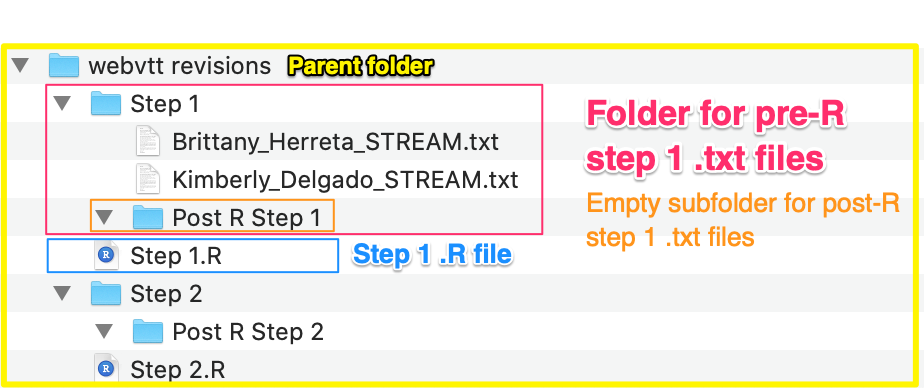 webvtt revisions Parent folder
Step 1
Brittany_Herreta_STREAM.txt
Kimberly_Delgado_STREAM.txt
Post R Step 1
Step 1.R Step 1 .R file
Step 2
Post R Step 2
Step 2.R
Folder for pre-R
step 1 .txt files
Empty subfolder for post-R
step 1 .txt files